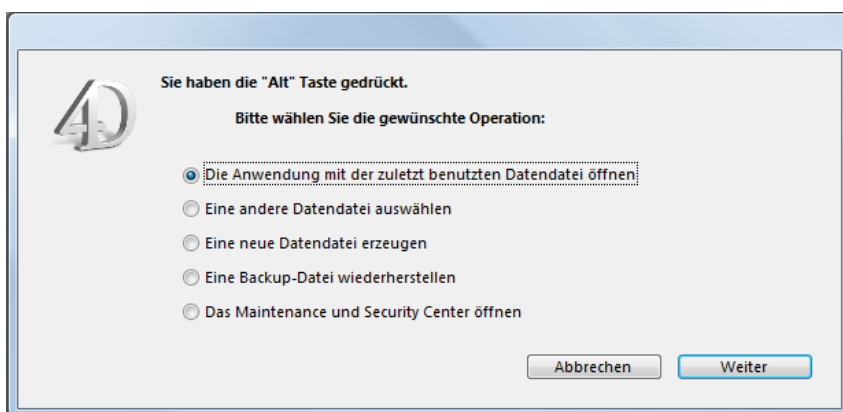 4D
Sie haben die "Alt" Taste gedrückt.
Bitte wählen Sie die gewünschte Operation:
Die Anwendung mit der zuletzt benutzten Datendatei öffnen
Eine andere Datendatei auswählen
Eine neue Datendatei erzeugen
Eine Backup-Datei wiederherstellen
Das Maintenance und Security Center öffnen
Abbrechen
Weiter